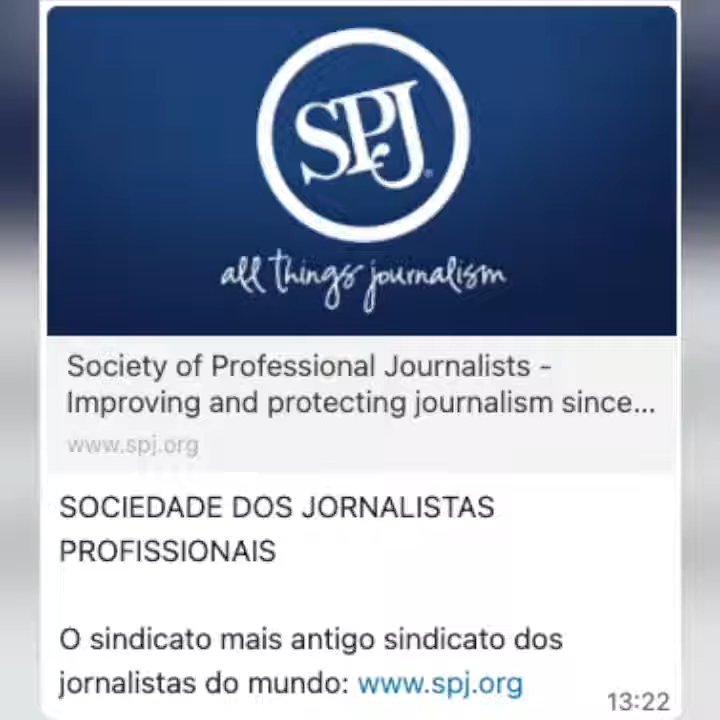 SPJ
all things journalism
Society of Professional Journalists -
Improving and protecting journalism since...
www.spj.org
SOCIEDADE DOS JORNALISTAS
PROFISSIONAIS
O sindicato mais antigo sindicato dos
jornalistas do mundo: www.spj.org
13:22